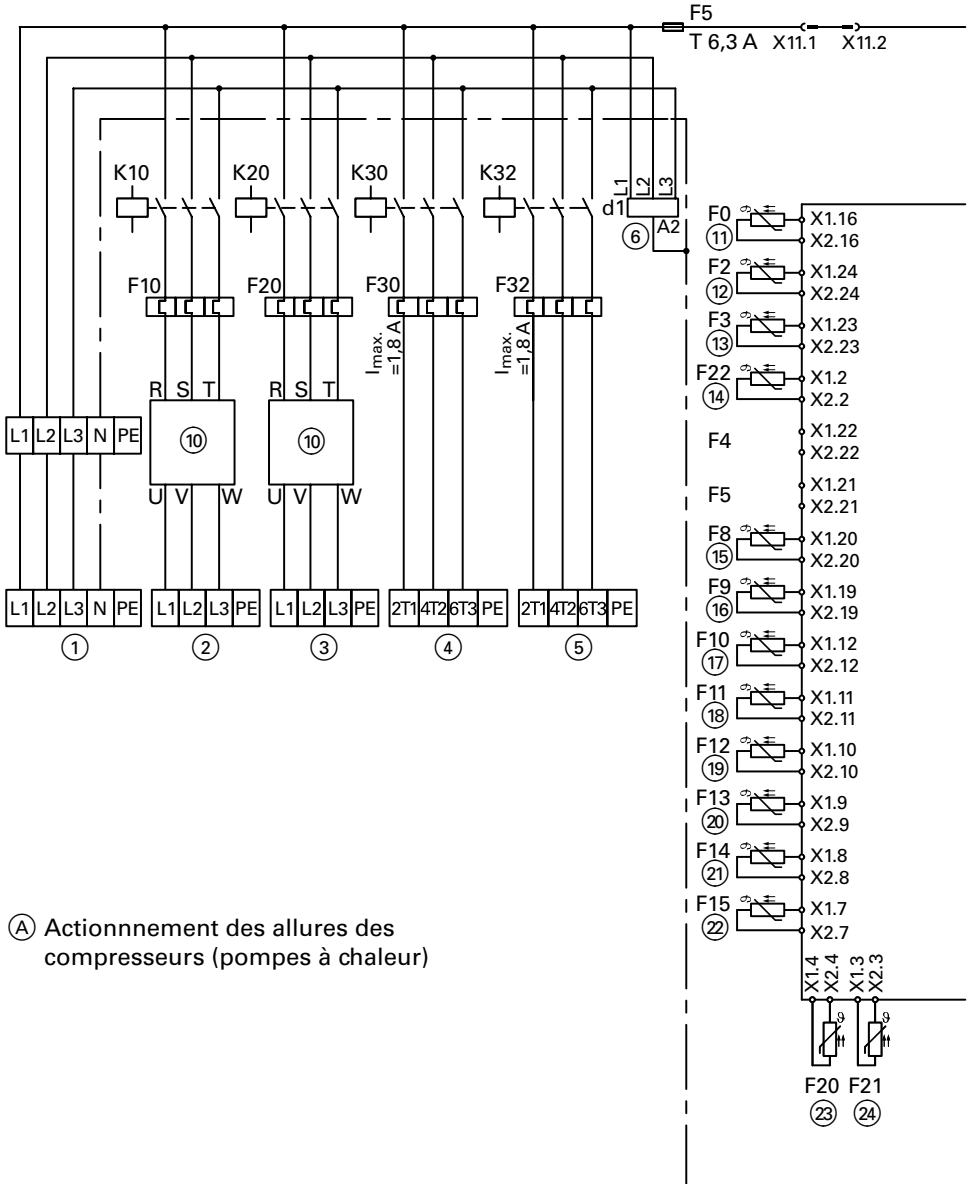 F5
T 6,3 A X11.1 X11.2
K10 K20 K30 K32
L1 L2 L3
d1 A2
6
F10 F20 F30 F32
Imax. =1,8 A
Imax. =1,8 A
R S T R S T
L1 L2 L3 N PE
10 10
U V W U V W
L1 L2 L3 N PE
L1 L2 L3 PE
L1 L2 L3 PE
2T1 4T2 6T3 PE
2T1 4T2 6T3 PE
1 2 3 4 5
F0 ϑ X1.16
11 X2.16
F2 ϑ X1.24
12 X2.24
F3 ϑ X1.23
13 X2.23
F22 ϑ X1.2
14 X2.2
F4 X1.22
X2.22
F5 X1.21
X2.21
F8 ϑ X1.20
15 X2.20
F9 ϑ X1.19
16 X2.19
F10 ϑ X1.12
17 X2.12
F11 ϑ X1.11
18 X2.11
F12 ϑ X1.10
19 X2.10
F13 ϑ X1.9
20 X2.9
F14 ϑ X1.8
21 X2.8
F15 ϑ X1.7
22 X2.7
X1.4 X2.4 X1.3 X2.3
ϑ ϑ
F20 F21
23 24
A Actionnnement des allures des
compresseurs (pompes à chaleur)